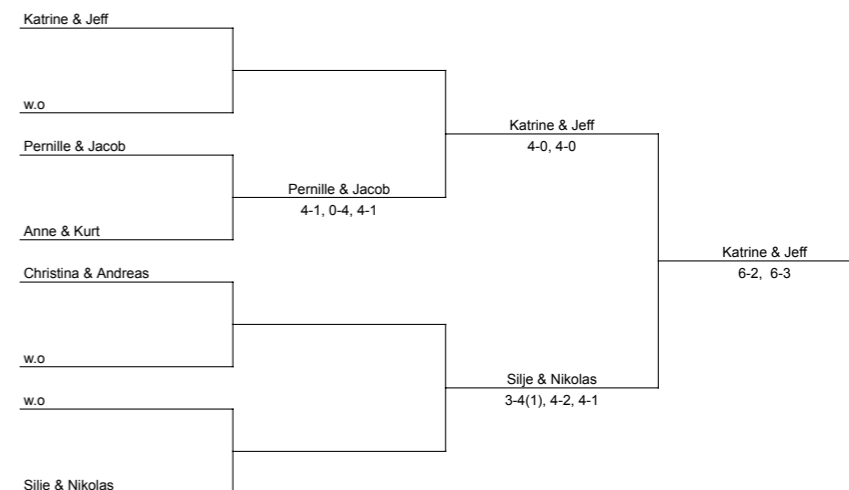 Katrine & Jeff
w.o
Katrine & Jeff
4-0, 4-0
Pernille & Jacob
Pernille & Jacob
4-1, 0-4, 4-1
Anne & Kurt
Katrine & Jeff
6-2, 6-3
Christina & Andreas
w.o
Silje & Nikolas
3-4(1), 4-2, 4-1
w.o
Silje & Nikolas